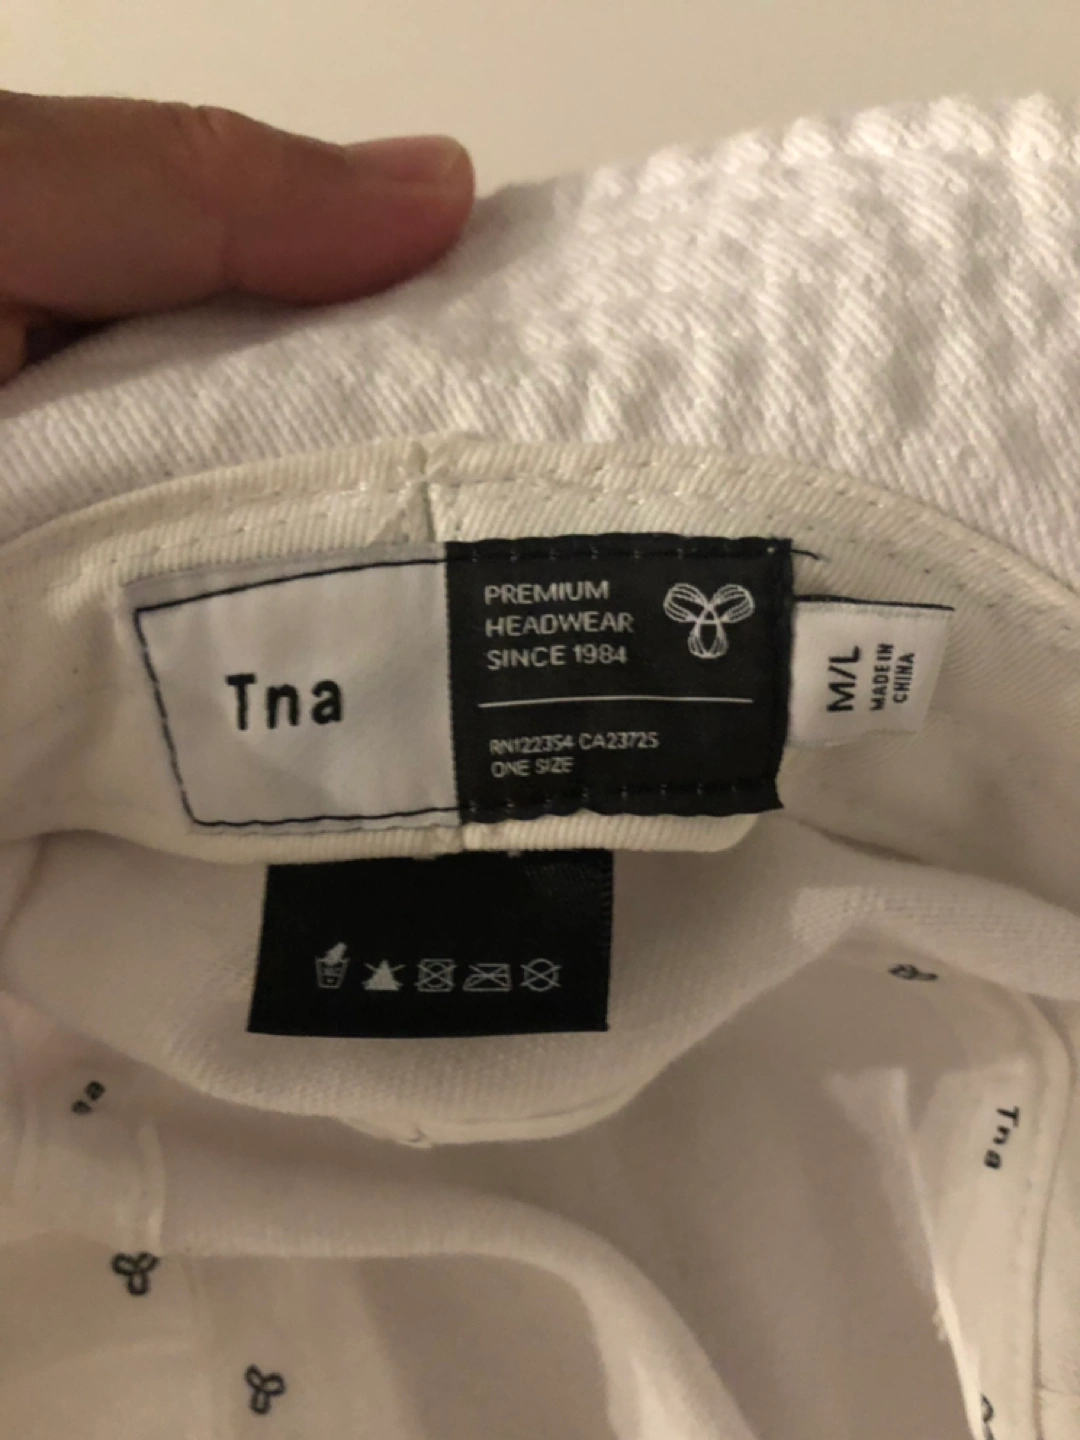 Tna
PREMIUM
HEADWEAR
SINCE 1984
RN122354 CA23725
ONE SIZE
M/L
MADE IN
CHINA
Tna